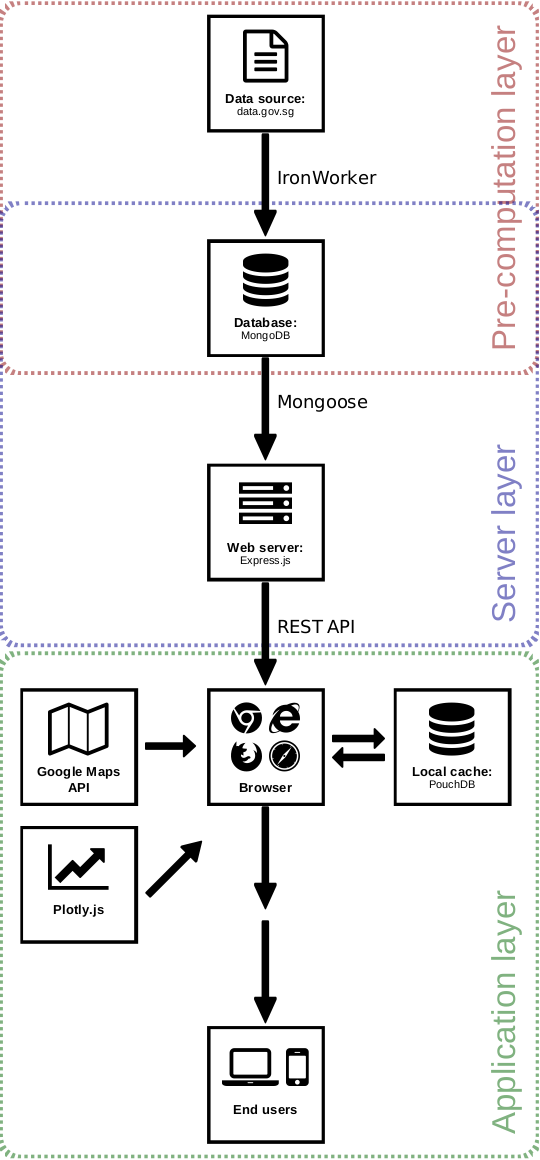 Data source:
data.gov.sg
IronWorker
Pre-computation layer
Database:
MongoDB
Mongoose
Server layer
Web server:
Express.js
REST API
Google Maps
API
Browser
Local cache:
PouchDB
Plotly.js
Application layer
End users